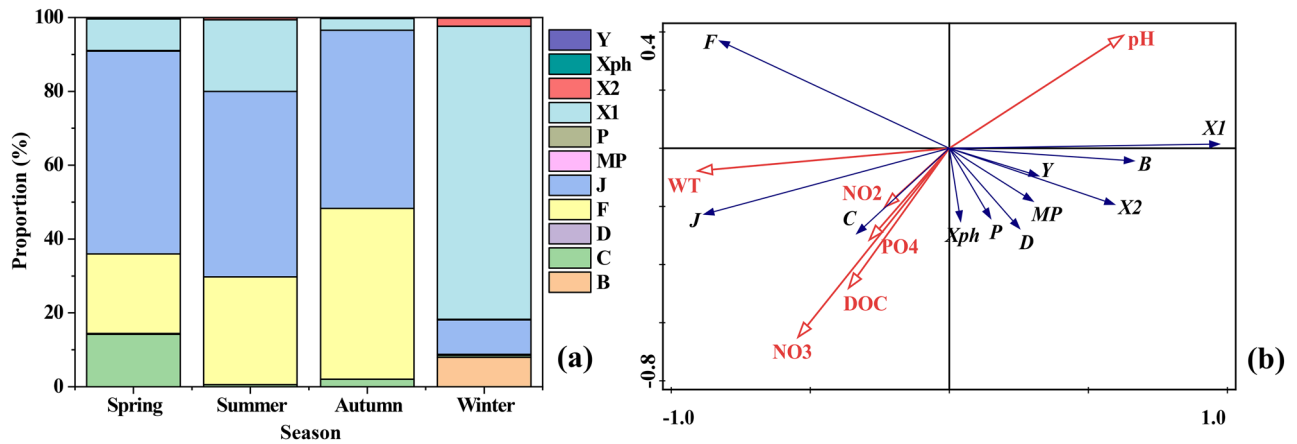 100
80
60
40
20
0
Proportion (%)
Spring Summer Autumn Winter
Season
(a)
Y
Xph
X2
X1
P
MP
J
F
D
C
B
0.4
-0.8
-1.0 1.0
F
pH
X1
B
Y
X2
MP
D
P
Xph
WT
J
NO2
C
PO4
DOC
NO3
(b)